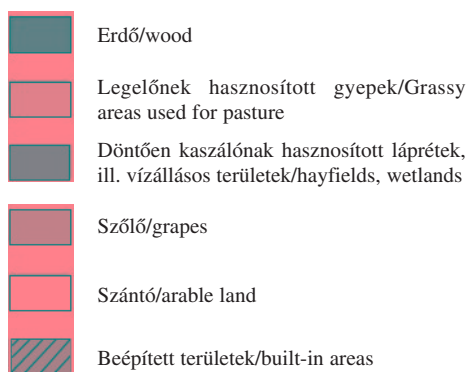 Erdő/wood
Legelőnek hasznosított gyepek/Grassy
areas used for pasture
Döntően kaszálónak hasznosított láprétek,
ill. vízállásos területek/hayfields, wetlands
Szőlő/grapes
Szántó/arable land
Beépített területek/built-in areas